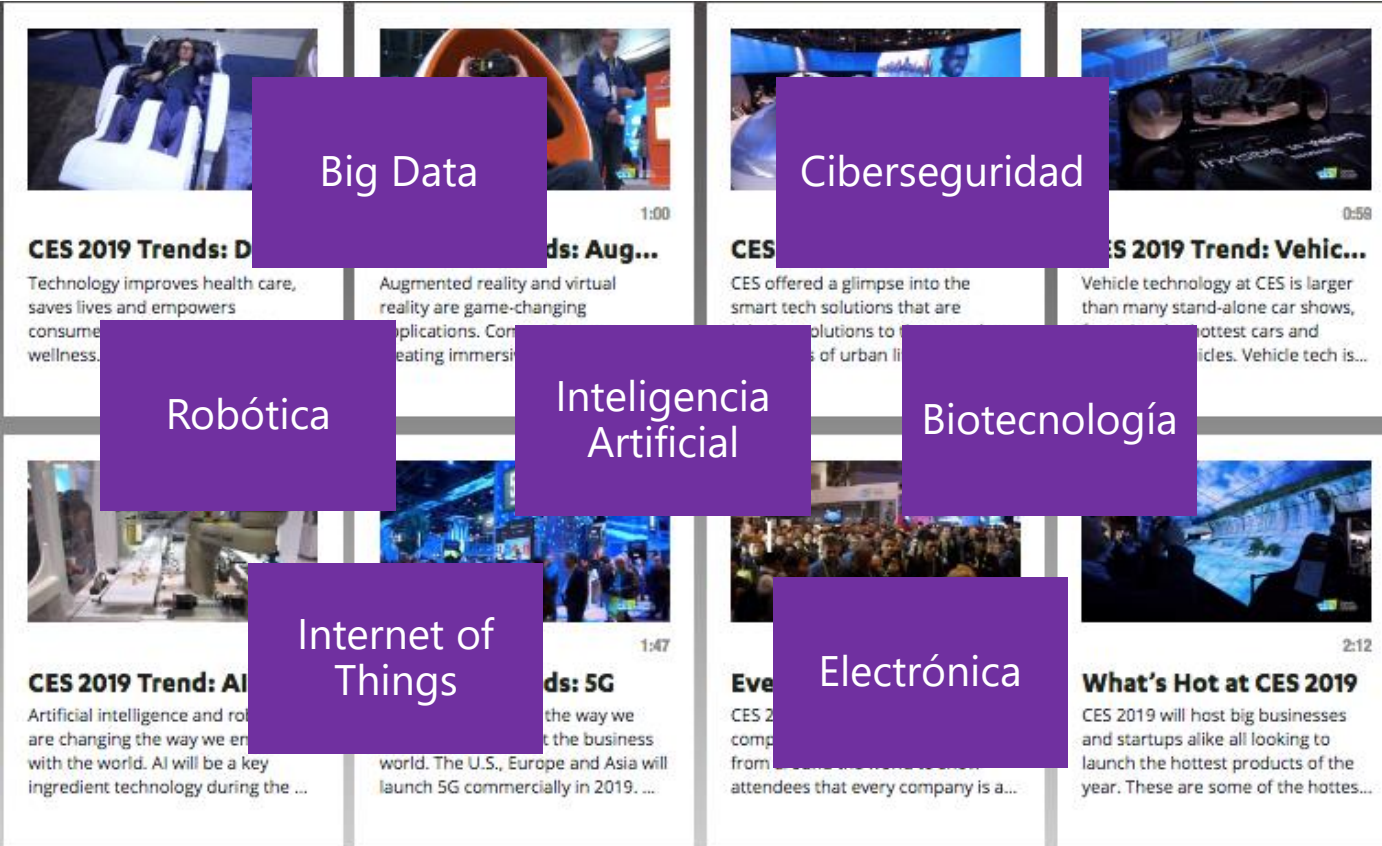 Big Data
Ciberseguridad
1:00
0:59
CES 2019 Trends: D
ds: Aug...
CES
S 2019 Trend: Vehic...
Technology improves health care,
saves lives and empowers
consume
wellness.
Augmented reality and virtual
reality are game-changing
plications. Com
eating immersi
CES offered a glimpse into the
smart tech solutions that are
olutions to
of urban li
Vehicle technology at CES is larger
than many stand-alone car shows,
hottest cars and
icles. Vehicle tech is...
Robótica
Inteligencia
Artificial
Biotecnología
Internet of
Things
Electrónica
1:47
2:12
CES 2019 Trend: AI
ds: 5G
Eve
What's Hot at CES 2019
Artificial intelligence and ro
are changing the way we en
with the world. AI will be a key
ingredient technology during the ...
the way we
t the business
world. The U.S., Europe and Asia will
launch 5G commercially in 2019. ...
CES 2
comp
from
attendees that every company is a...
CES 2019 will host big businesses
and startups alike all looking to
launch the hottest products of the
year. These are some of the hottes...